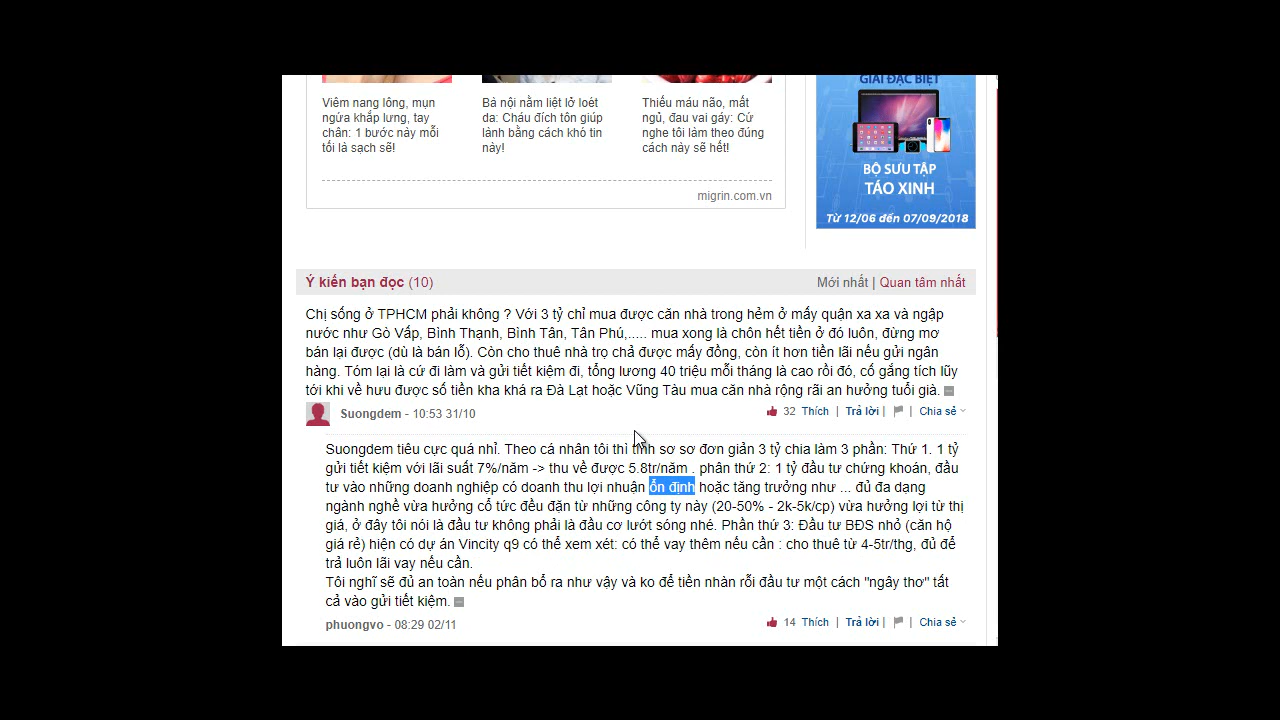 GIẢI ĐẶC BIỆT
Viêm nang lông, mụn
ngứa khắp lưng, tay
chân: 1 bước này mỗi
tối là sạch sẽ!
Bà nội nằm liệt lở loét
da: Cháu đích tôn giúp
lành bằng cách khó tin
này!
Thiếu máu não, mất
ngủ, đau vai gáy: Cứ
nghe tôi làm theo đúng
cách này sẽ hết!
migrin.com.vn
BỘ SƯU TẬP
TÁO XINH
Từ 12/06 đến 07/09/2018
Ý kiến bạn đọc (10)
Mới nhất | Quan tâm nhất
Chị sống ở TPHCM phải không ? Với 3 tỷ chỉ mua được căn nhà trong hẻm ở mấy quận xa xa và ngập
nước như Gò Vấp, Bình Thạnh, Bình Tân, Tân Phú,..... mua xong là chôn hết tiền ở đó luôn, đừng mơ
bán lại được (dù là bán lỗ). Còn cho thuê nhà trọ chả được mấy đồng, còn ít hơn tiền lãi nếu gửi ngân
hàng. Tóm lại là cứ đi làm và gửi tiết kiệm đi, tổng lương 40 triệu mỗi tháng là cao rồi đó, cố gắng tích lũy
tới khi về hưu được số tiền kha khá ra Đà Lạt hoặc Vũng Tàu mua căn nhà rộng rãi an hưởng tuổi già.
Suongdem - 10:53 31/10
32 Thích | Trả lời | | Chia sẻ
Suongdem tiêu cực quá nhỉ. Theo cá nhân tôi thì tính sơ sơ đơn giản 3 tỷ chia làm 3 phần: Thứ 1. 1 tỷ
gửi tiết kiệm với lãi suất 7%/năm -> thu về được 5.8tr/năm . phân thứ 2: 1 tỷ đầu tư chứng khoán, đầu
tư vào những doanh nghiệp có doanh thu lợi nhuận ổn định hoặc tăng trưởng như ... đủ đa dạng
ngành nghề vừa hưởng cổ tức đều đặn từ những công ty này (20-50% - 2k-5k/cp) vừa hưởng lợi từ thị
giá, ở đây tôi nói là đầu tư không phải là đầu cơ lướt sóng nhé. Phần thứ 3: Đầu tư BĐS nhỏ (căn hộ
giá rẻ) hiện có dự án Vincity q9 có thể xem xét: có thể vay thêm nếu cần : cho thuê từ 4-5tr/thg, đủ để
trả luôn lãi vay nếu cần.
Tôi nghĩ sẽ đủ an toàn nếu phân bổ ra như vậy và ko để tiền nhàn rỗi đầu tư một cách "ngây thơ" tất
cả vào gửi tiết kiệm.
phuongvo - 08:29 02/11
14 Thích | Trả lời | | Chia sẻ